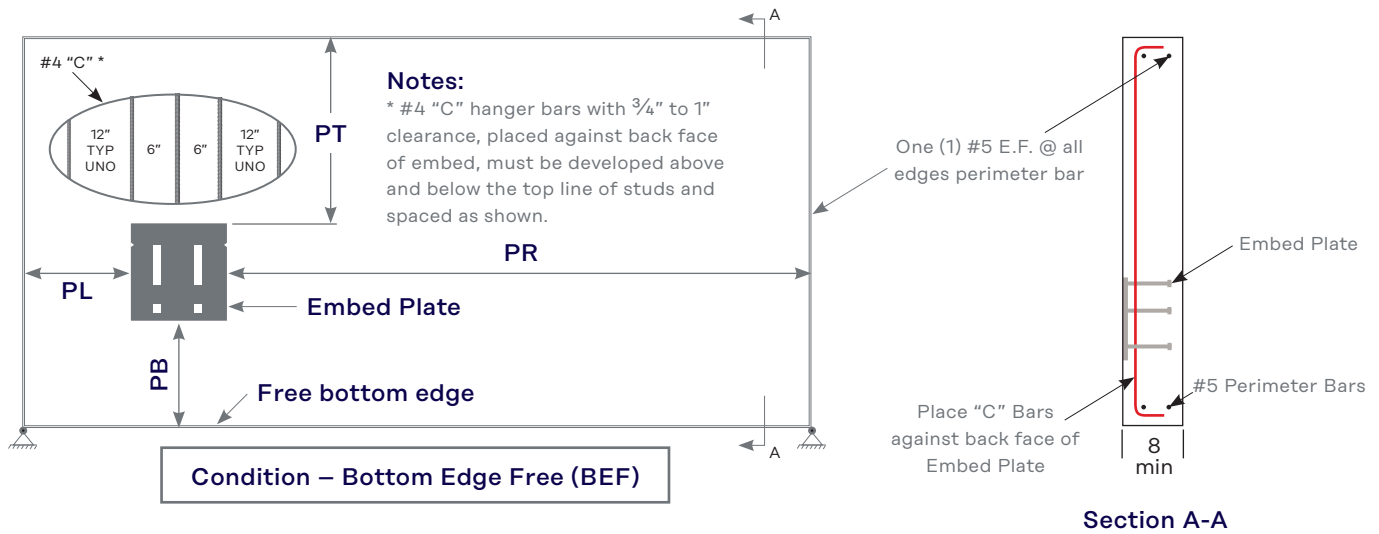 A
#4 “C” *
12”
TYP
UNO
6”
6”
12”
TYP
UNO
PT
Notes:
* #4 “C” hanger bars with ¾” to 1”
clearance, placed against back face
of embed, must be developed above
and below the top line of studs and
spaced as shown.
PR
PL
Embed Plate
PB
Free bottom edge
A
Condition – Bottom Edge Free (BEF)
One (1) #5 E.F. @ all
edges perimeter bar
Embed Plate
#5 Perimeter Bars
Place “C” Bars
against back face of
Embed Plate
8
min
Section A-A